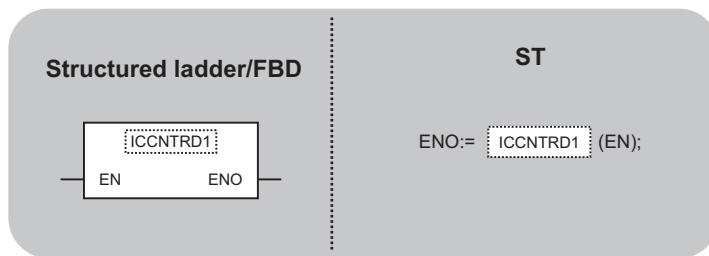 Structured ladder/FBD
ICCNTRD1
EN ENO
ST
ENO:= ICCNTRD1 (EN);